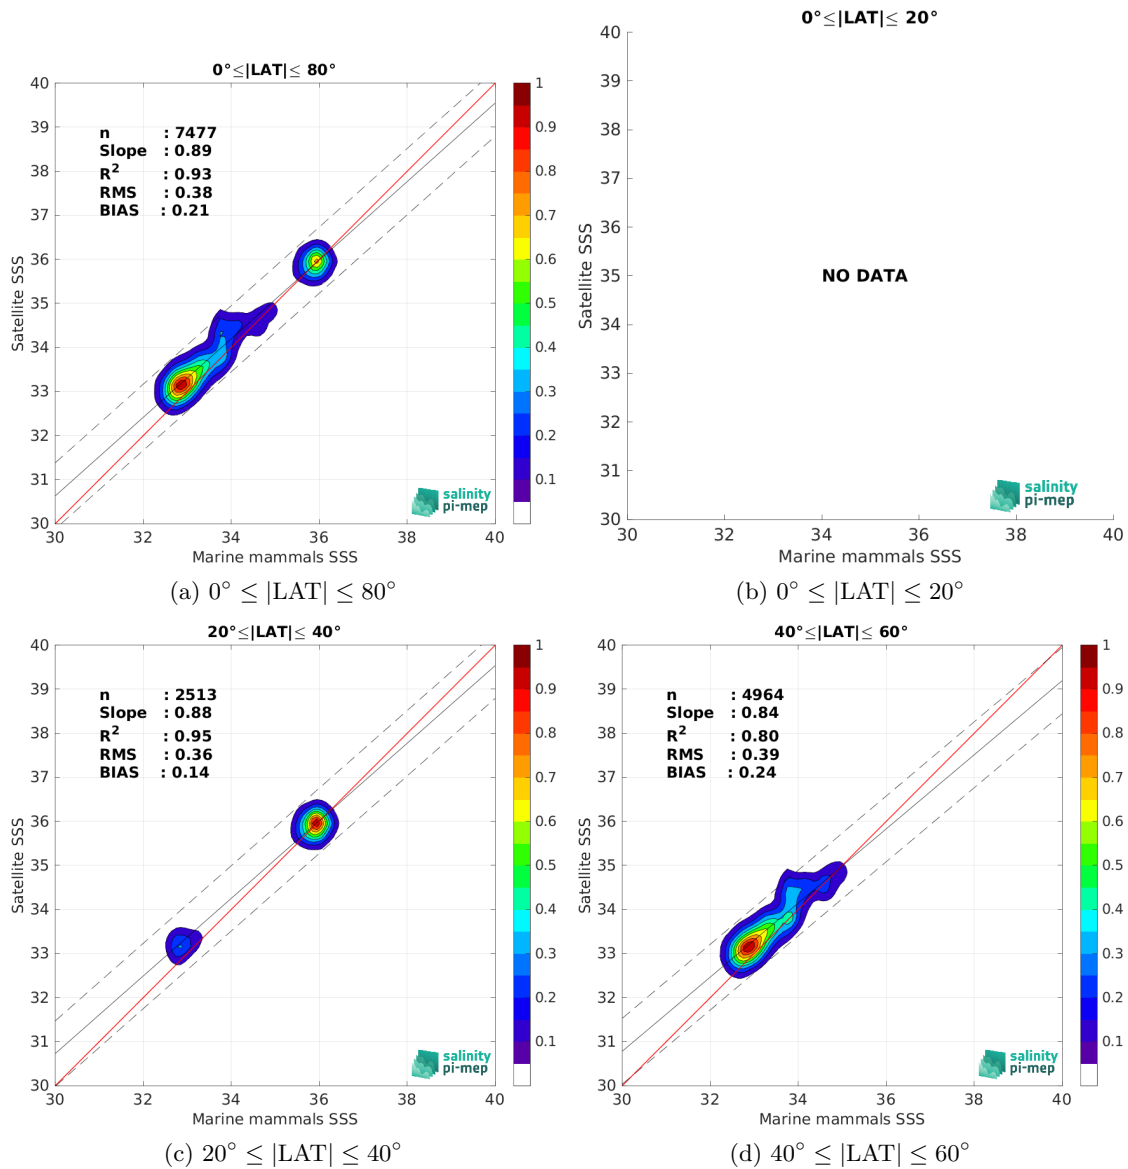 0°≤|LAT|≤ 80°
40
39
38
37
36
35
34
33
32
31
30
Satellite SSS
n : 7477
Slope : 0.89
R² : 0.93
RMS : 0.38
BIAS : 0.21
salinity
pi-mep
30 32 34 36 38 40
Marine mammals SSS
1
0.9
0.8
0.7
0.6
0.5
0.4
0.3
0.2
0.1
(a) 0° ≤ |LAT| ≤ 80°
0°≤|LAT|≤ 20°
40
39
38
37
36
35
34
33
32
31
30
Satellite SSS
NO DATA
salinity
pi-mep
30 32 34 36 38 40
Marine mammals SSS
(b) 0° ≤ |LAT| ≤ 20°
20°≤|LAT|≤ 40°
40
39
38
37
36
35
34
33
32
31
30
Satellite SSS
n : 2513
Slope : 0.88
R² : 0.95
RMS : 0.36
BIAS : 0.14
salinity
pi-mep
30 32 34 36 38 40
Marine mammals SSS
1
0.9
0.8
0.7
0.6
0.5
0.4
0.3
0.2
0.1
(c) 20° ≤ |LAT| ≤ 40°
40°≤|LAT|≤ 60°
40
39
38
37
36
35
34
33
32
31
30
Satellite SSS
n : 4964
Slope : 0.84
R² : 0.80
RMS : 0.39
BIAS : 0.24
salinity
pi-mep
30 32 34 36 38 40
Marine mammals SSS
1
0.9
0.8
0.7
0.6
0.5
0.4
0.3
0.2
0.1
(d) 40° ≤ |LAT| ≤ 60°